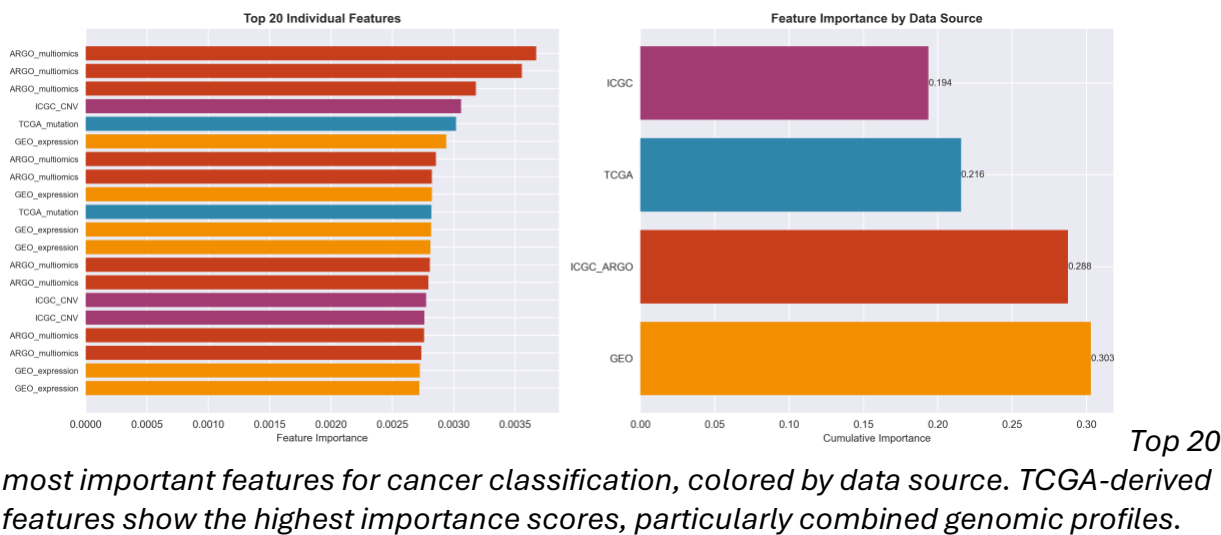 Top 20 Individual Features
ARGO_multiomics
ARGO_multiomics
ARGO_multiomics
ICGC_CNV
TCGA_mutation
GEO_expression
ARGO_multiomics
ARGO_multiomics
GEO_expression
TCGA_mutation
GEO_expression
GEO_expression
ARGO_multiomics
ARGO_multiomics
ICGC_CNV
ICGC_CNV
ARGO_multiomics
ARGO_multiomics
GEO_expression
GEO_expression
0.0000 0.0005 0.0010 0.0015 0.0020 0.0025 0.0030 0.0035
Feature Importance
Feature Importance by Data Source
ICGC 0.194
TCGA 0.216
ICGC_ARGO 0.288
GEO 0.303
0.00 0.05 0.10 0.15 0.20 0.25 0.30
Cumulative Importance
Top 20
most important features for cancer classification, colored by data source. TCGA-derived
features show the highest importance scores, particularly combined genomic profiles.